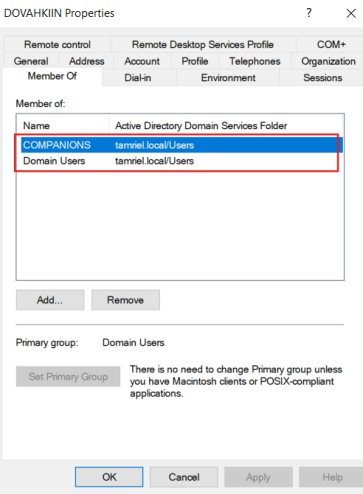 DOVAHKIIN Properties ? ×
Remote control Remote Desktop Services Profile COM+
General Address Account Profile Telephones Organization
Member Of Dial-in Environment Sessions
Member of:
Name Active Directory Domain Services Folder
COMPANIONS tamriel.local/Users
Domain Users tamriel.local/Users
Add... Remove
Primary group: Domain Users
Set Primary Group
There is no need to change Primary group unless
you have Macintosh clients or POSIX-compliant
applications.
OK Cancel Apply Help